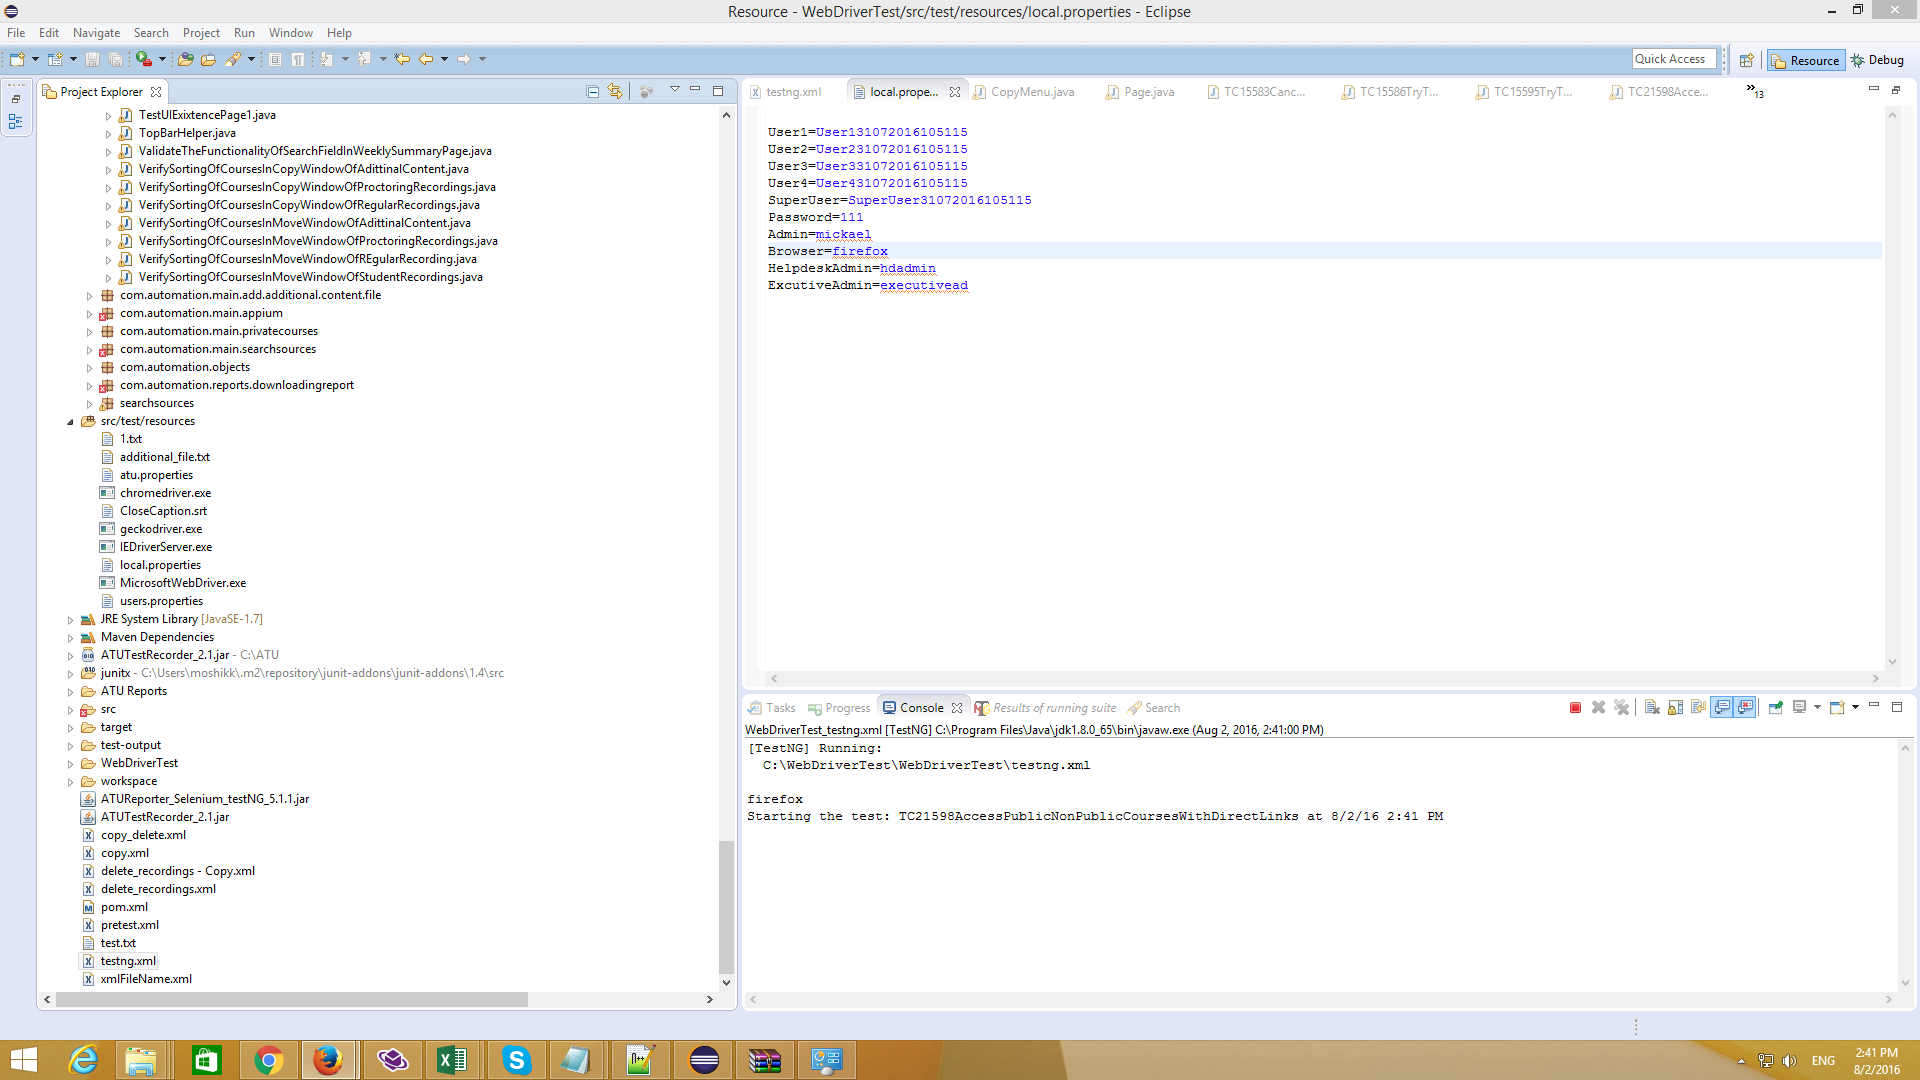 Resource - WebDriverTest/src/test/resources/local.properties - Eclipse
File Edit Navigate Search Project Run Window Help
Quick Access Resource Debug
Project Explorer
TestUIExixtencePage1.java
TopBarHelper.java
ValidateTheFunctionalityOfSearchFieldInWeeklySummaryPage.java
VerifySortingOfCoursesInCopyWindowOfAdittinalContent.java
VerifySortingOfCoursesInCopyWindowOfProctoringRecordings.java
VerifySortingOfCoursesInCopyWindowOfRegularRecordings.java
VerifySortingOfCoursesInMoveWindowOfAdittinalContent.java
VerifySortingOfCoursesInMoveWindowOfProctoringRecordings.java
VerifySortingOfCoursesInMoveWindowOfREgularRecording.java
VerifySortingOfCoursesInMoveWindowOfStudentRecordings.java
com.automation.main.add.additional.content.file
com.automation.main.appium
com.automation.main.privatecourses
com.automation.main.searchsources
com.automation.objects
com.automation.reports.downloadingreport
searchsources
src/test/resources
1.txt
additional_file.txt
atu.properties
chromedriver.exe
CloseCaption.srt
geckodriver.exe
IEDriverServer.exe
local.properties
MicrosoftWebDriver.exe
users.properties
JRE System Library [JavaSE-1.7]
Maven Dependencies
ATUTestRecorder_2.1.jar - C:\ATU
junitx - C:\Users\moshikk\.m2\repository\junit-addons\junit-addons\1.4\src
ATU Reports
src
target
test-output
WebDriverTest
workspace
ATUReporter_Selenium_testNG_5.1.1.jar
ATUTestRecorder_2.1.jar
copy_delete.xml
copy.xml
delete_recordings - Copy.xml
delete_recordings.xml
pom.xml
pretest.xml
test.txt
testng.xml
xmlFileName.xml
testng.xml local.prope... CopyMenu.java Page.java TC15583Canc... TC15586TryT... TC15595TryT... TC21598Acce... »13
User1=User131072016105115
User2=User231072016105115
User3=User331072016105115
User4=User431072016105115
SuperUser=SuperUser31072016105115
Password=111
Admin=mickael
Browser=firefox
HelpdeskAdmin=hdadmin
ExcutiveAdmin=executivead
Tasks Progress Console Results of running suite Search
WebDriverTest_testng.xml [TestNG] C:\Program Files\Java\jdk1.8.0_65\bin\javaw.exe (Aug 2, 2016, 2:41:00 PM)
[TestNG] Running:
C:\WebDriverTest\WebDriverTest\testng.xml
firefox
Starting the test: TC21598AccessPublicNonPublicCoursesWithDirectLinks at 8/2/16 2:41 PM
ENG
2:41 PM
8/2/2016